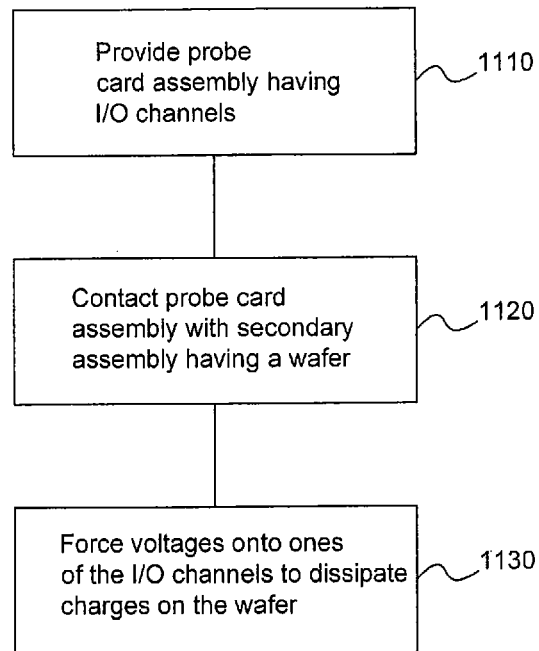 Provide probe
card assembly having
I/O channels
1110
Contact probe card
assembly with secondary
assembly having a wafer
1120
Force voltages onto ones
of the I/O channels to dissipate
charges on the wafer
1130